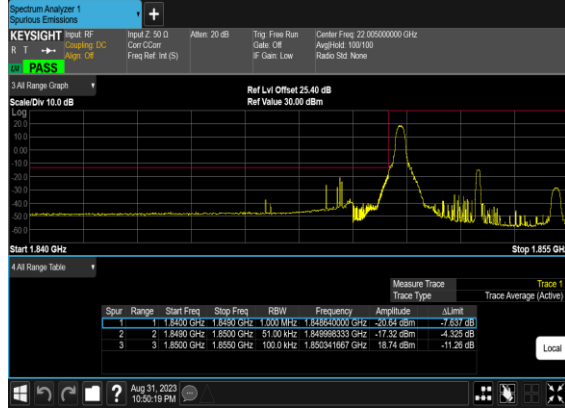 Spectrum Analyzer 1
Spurious Emissions
+
KEYSIGHT Input: RF Input Z: 50 Ω Atten: 20 dB Trig: Free Run Center Freq: 22.005000000 GHz
R T Coupling: DC Corr CCorr Gate: Off Avg|Hold: 100/100
Align: Off Freq Ref: Int (S) IF Gain: Low Radio Std: None
PASS
3 All Range Graph Ref Lvl Offset 25.40 dB
Scale/Div 10.0 dB Ref Value 30.00 dBm
Log
20.0
10.0
0.00
-10.0
-20.0
-30.0
-40.0
-50.0
-60.0
Start 1.840 GHz Stop 1.855 GH
4 All Range Table
Measure Trace Trace 1
Trace Type Trace Average (Active)
Spur Range Start Freq Stop Freq RBW Frequency Amplitude ΔLimit
1 1 1.8400 GHz 1.8490 GHz 1.000 MHz 1.848640000 GHz -20.64 dBm -7.637 dB
2 2 1.8490 GHz 1.8500 GHz 51.00 kHz 1.849998333 GHz -17.32 dBm -4.325 dB
3 3 1.8500 GHz 1.8550 GHz 100.0 kHz 1.850341667 GHz 18.74 dBm -11.26 dB
Local
? Aug 31, 2023
10:50:19 PM